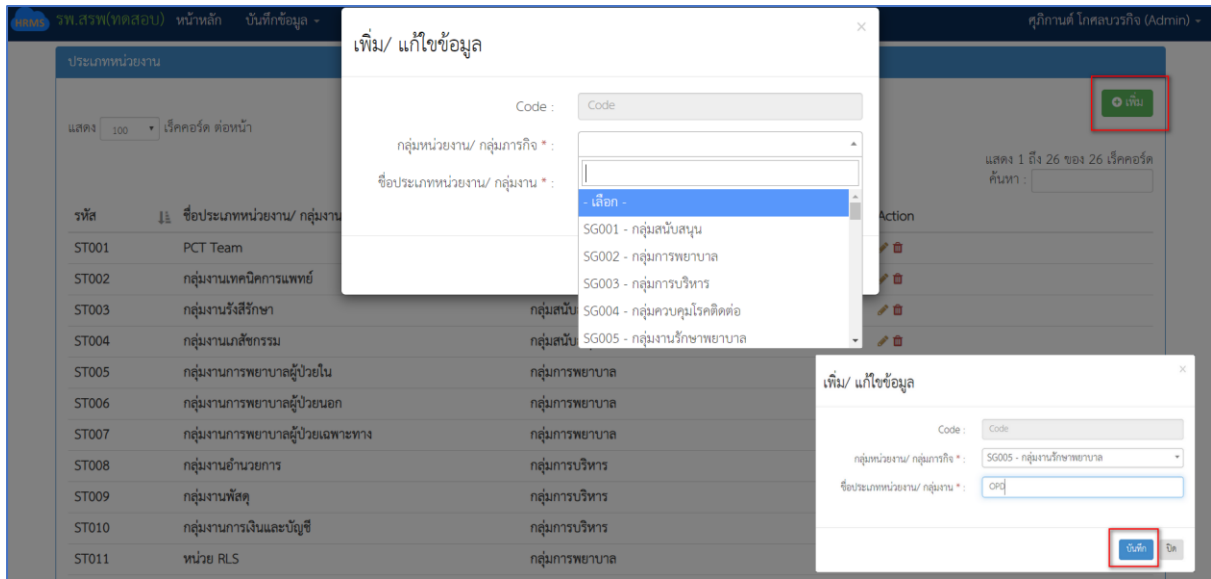 HRMS รพ.สรพ(ทดสอบ) หน้าหลัก บันทึกข้อมูล ศุภิกานต์ โกศลบวรกิจ (Admin)
ประเภทหน่วยงาน
เพิ่ม
แสดง 100 เร็คคอร์ด ต่อหน้า
แสดง 1 ถึง 26 ของ 26 เร็คคอร์ด
ค้นหา :
รหัส ชื่อประเภทหน่วยงาน/ กลุ่มงาน Action
ST001 PCT Team
ST002 กลุ่มงานเทคนิคการแพทย์
ST003 กลุ่มงานรังสีรักษา กลุ่มสนับ
ST004 กลุ่มงานเภสัชกรรม กลุ่มสนับ
ST005 กลุ่มงานการพยาบาลผู้ป่วยใน กลุ่มการพยาบาล
ST006 กลุ่มงานการพยาบาลผู้ป่วยนอก กลุ่มการพยาบาล
ST007 กลุ่มงานการพยาบาลผู้ป่วยเฉพาะทาง กลุ่มการพยาบาล
ST008 กลุ่มงานอำนวยการ กลุ่มการบริหาร
ST009 กลุ่มงานพัสดุ กลุ่มการบริหาร
ST010 กลุ่มงานการเงินและบัญชี กลุ่มการบริหาร
ST011 หน่วย RLS กลุ่มการพยาบาล
เพิ่ม/ แก้ไขข้อมูล ×
Code : Code
กลุ่มหน่วยงาน/ กลุ่มภารกิจ * :
ชื่อประเภทหน่วยงาน/ กลุ่มงาน * :
- เลือก -
SG001 - กลุ่มสนับสนุน
SG002 - กลุ่มการพยาบาล
SG003 - กลุ่มการบริหาร
SG004 - กลุ่มควบคุมโรคติดต่อ
SG005 - กลุ่มงานรักษาพยาบาล
เพิ่ม/ แก้ไขข้อมูล ×
Code : Code
กลุ่มหน่วยงาน/ กลุ่มภารกิจ * : SG005 - กลุ่มงานรักษาพยาบาล
ชื่อประเภทหน่วยงาน/ กลุ่มงาน * : OPD
บันทึก ปิด